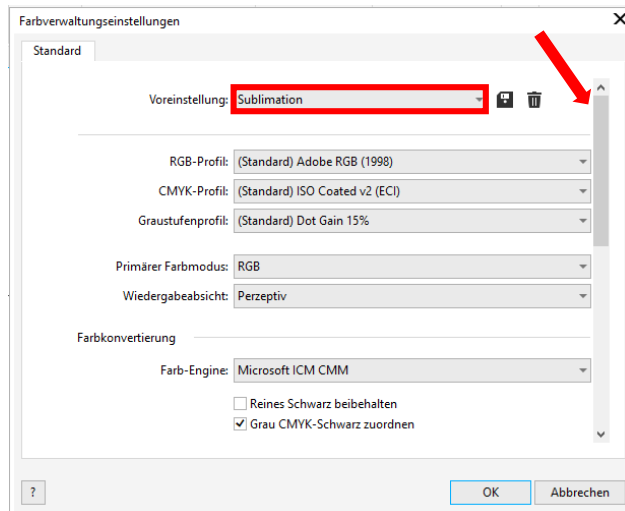 Farbverwaltungseinstellungen
Standard
Voreinstellung: Sublimation
RGB-Profil: (Standard) Adobe RGB (1998)
CMYK-Profil: (Standard) ISO Coated v2 (ECI)
Graustufenprofil: (Standard) Dot Gain 15%
Primärer Farbmodus: RGB
Wiedergabeabsicht: Perzeptiv
Farbkonvertierung
Farb-Engine: Microsoft ICM CMM
Reines Schwarz beibehalten
Grau CMYK-Schwarz zuordnen
? OK Abbrechen